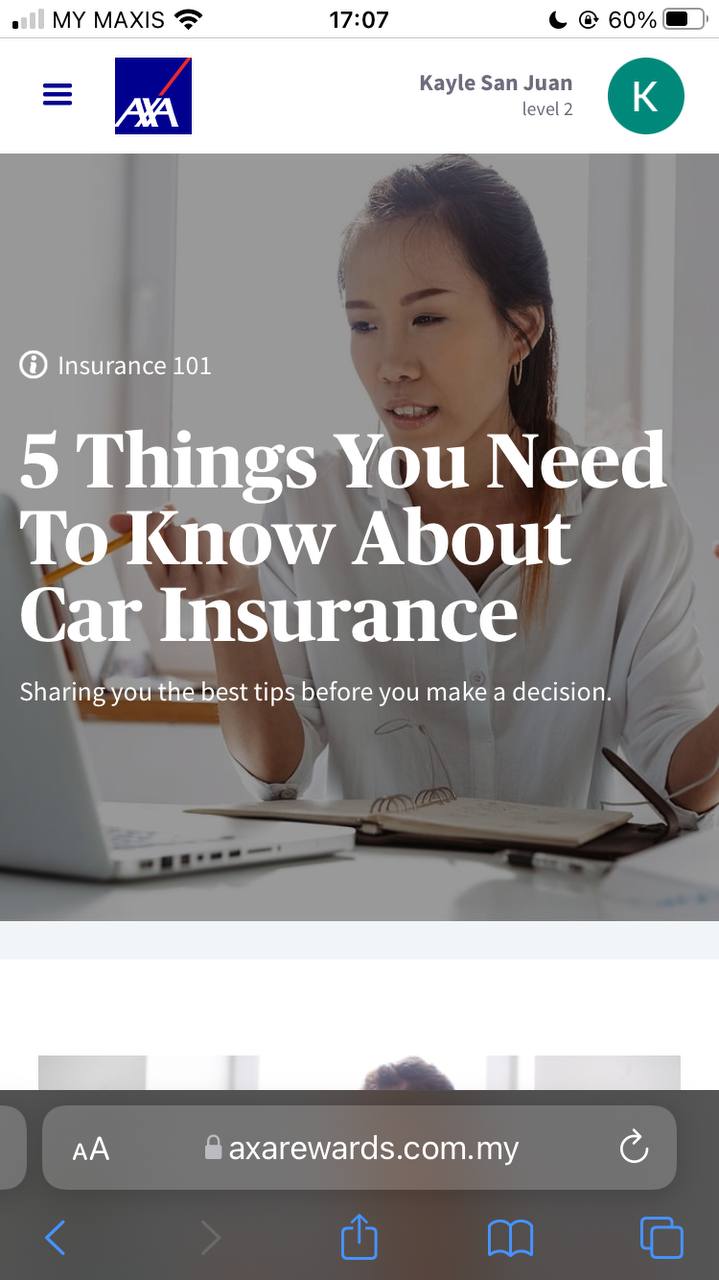 MY MAXIS 17:07 60%
AXA
Kayle San Juan
level 2
K
Insurance 101
5 Things You Need
To Know About
Car Insurance
Sharing you the best tips before you make a decision.
AA axarewards.com.my